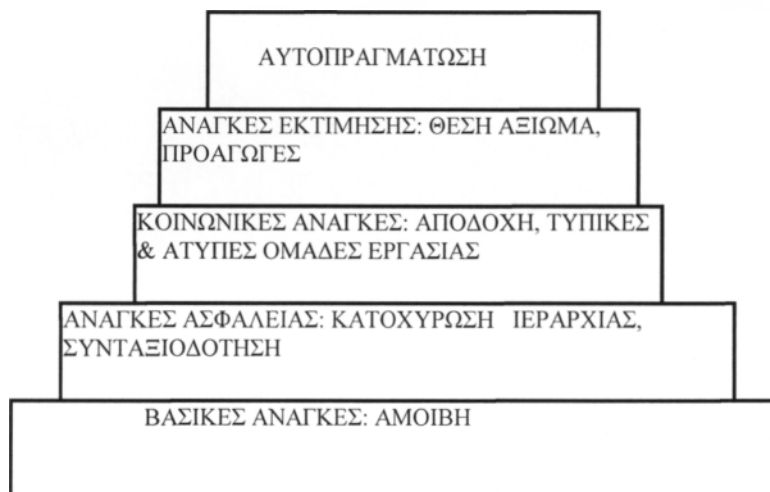 ΑΥΤΟΠΡΑΓΜΑΤΩΣΗ
ΑΝΑΓΚΕΣ ΕΚΤΙΜΗΣΗΣ: ΘΕΣΗ ΑΞΙΩΜΑ,
ΠΡΟΑΓΩΓΕΣ
ΚΟΙΝΩΝΙΚΕΣ ΑΝΑΓΚΕΣ: ΑΠΟΔΟΧΗ, ΤΥΠΙΚΕΣ
& ΑΤΥΠΕΣ ΟΜΑΔΕΣ ΕΡΓΑΣΙΑΣ
ΑΝΑΓΚΕΣ ΑΣΦΑΛΕΙΑΣ: ΚΑΤΟΧΥΡΩΣΗ ΙΕΡΑΡΧΙΑΣ,
ΣΥΝΤΑΞΙΟΔΟΤΗΣΗ
ΒΑΣΙΚΕΣ ΑΝΑΓΚΕΣ: ΑΜΟΙΒΗ